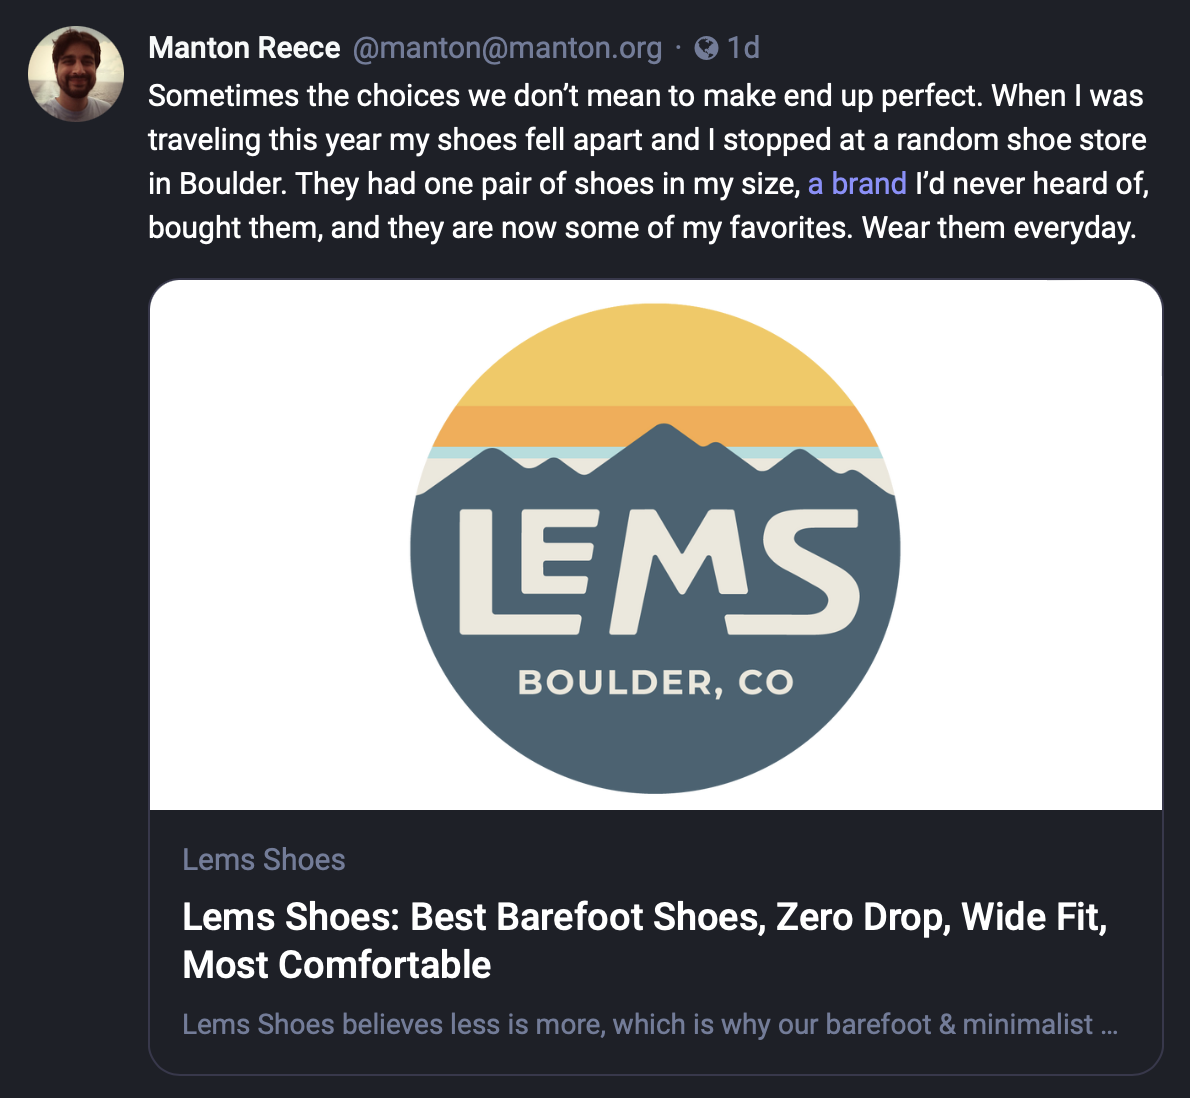 Manton Reece @manton@manton.org · 1d
Sometimes the choices we don’t mean to make end up perfect. When I was
traveling this year my shoes fell apart and I stopped at a random shoe store
in Boulder. They had one pair of shoes in my size, a brand I’d never heard of,
bought them, and they are now some of my favorites. Wear them everyday.
LEMS
BOULDER, CO
Lems Shoes
Lems Shoes: Best Barefoot Shoes, Zero Drop, Wide Fit,
Most Comfortable
Lems Shoes believes less is more, which is why our barefoot & minimalist ...